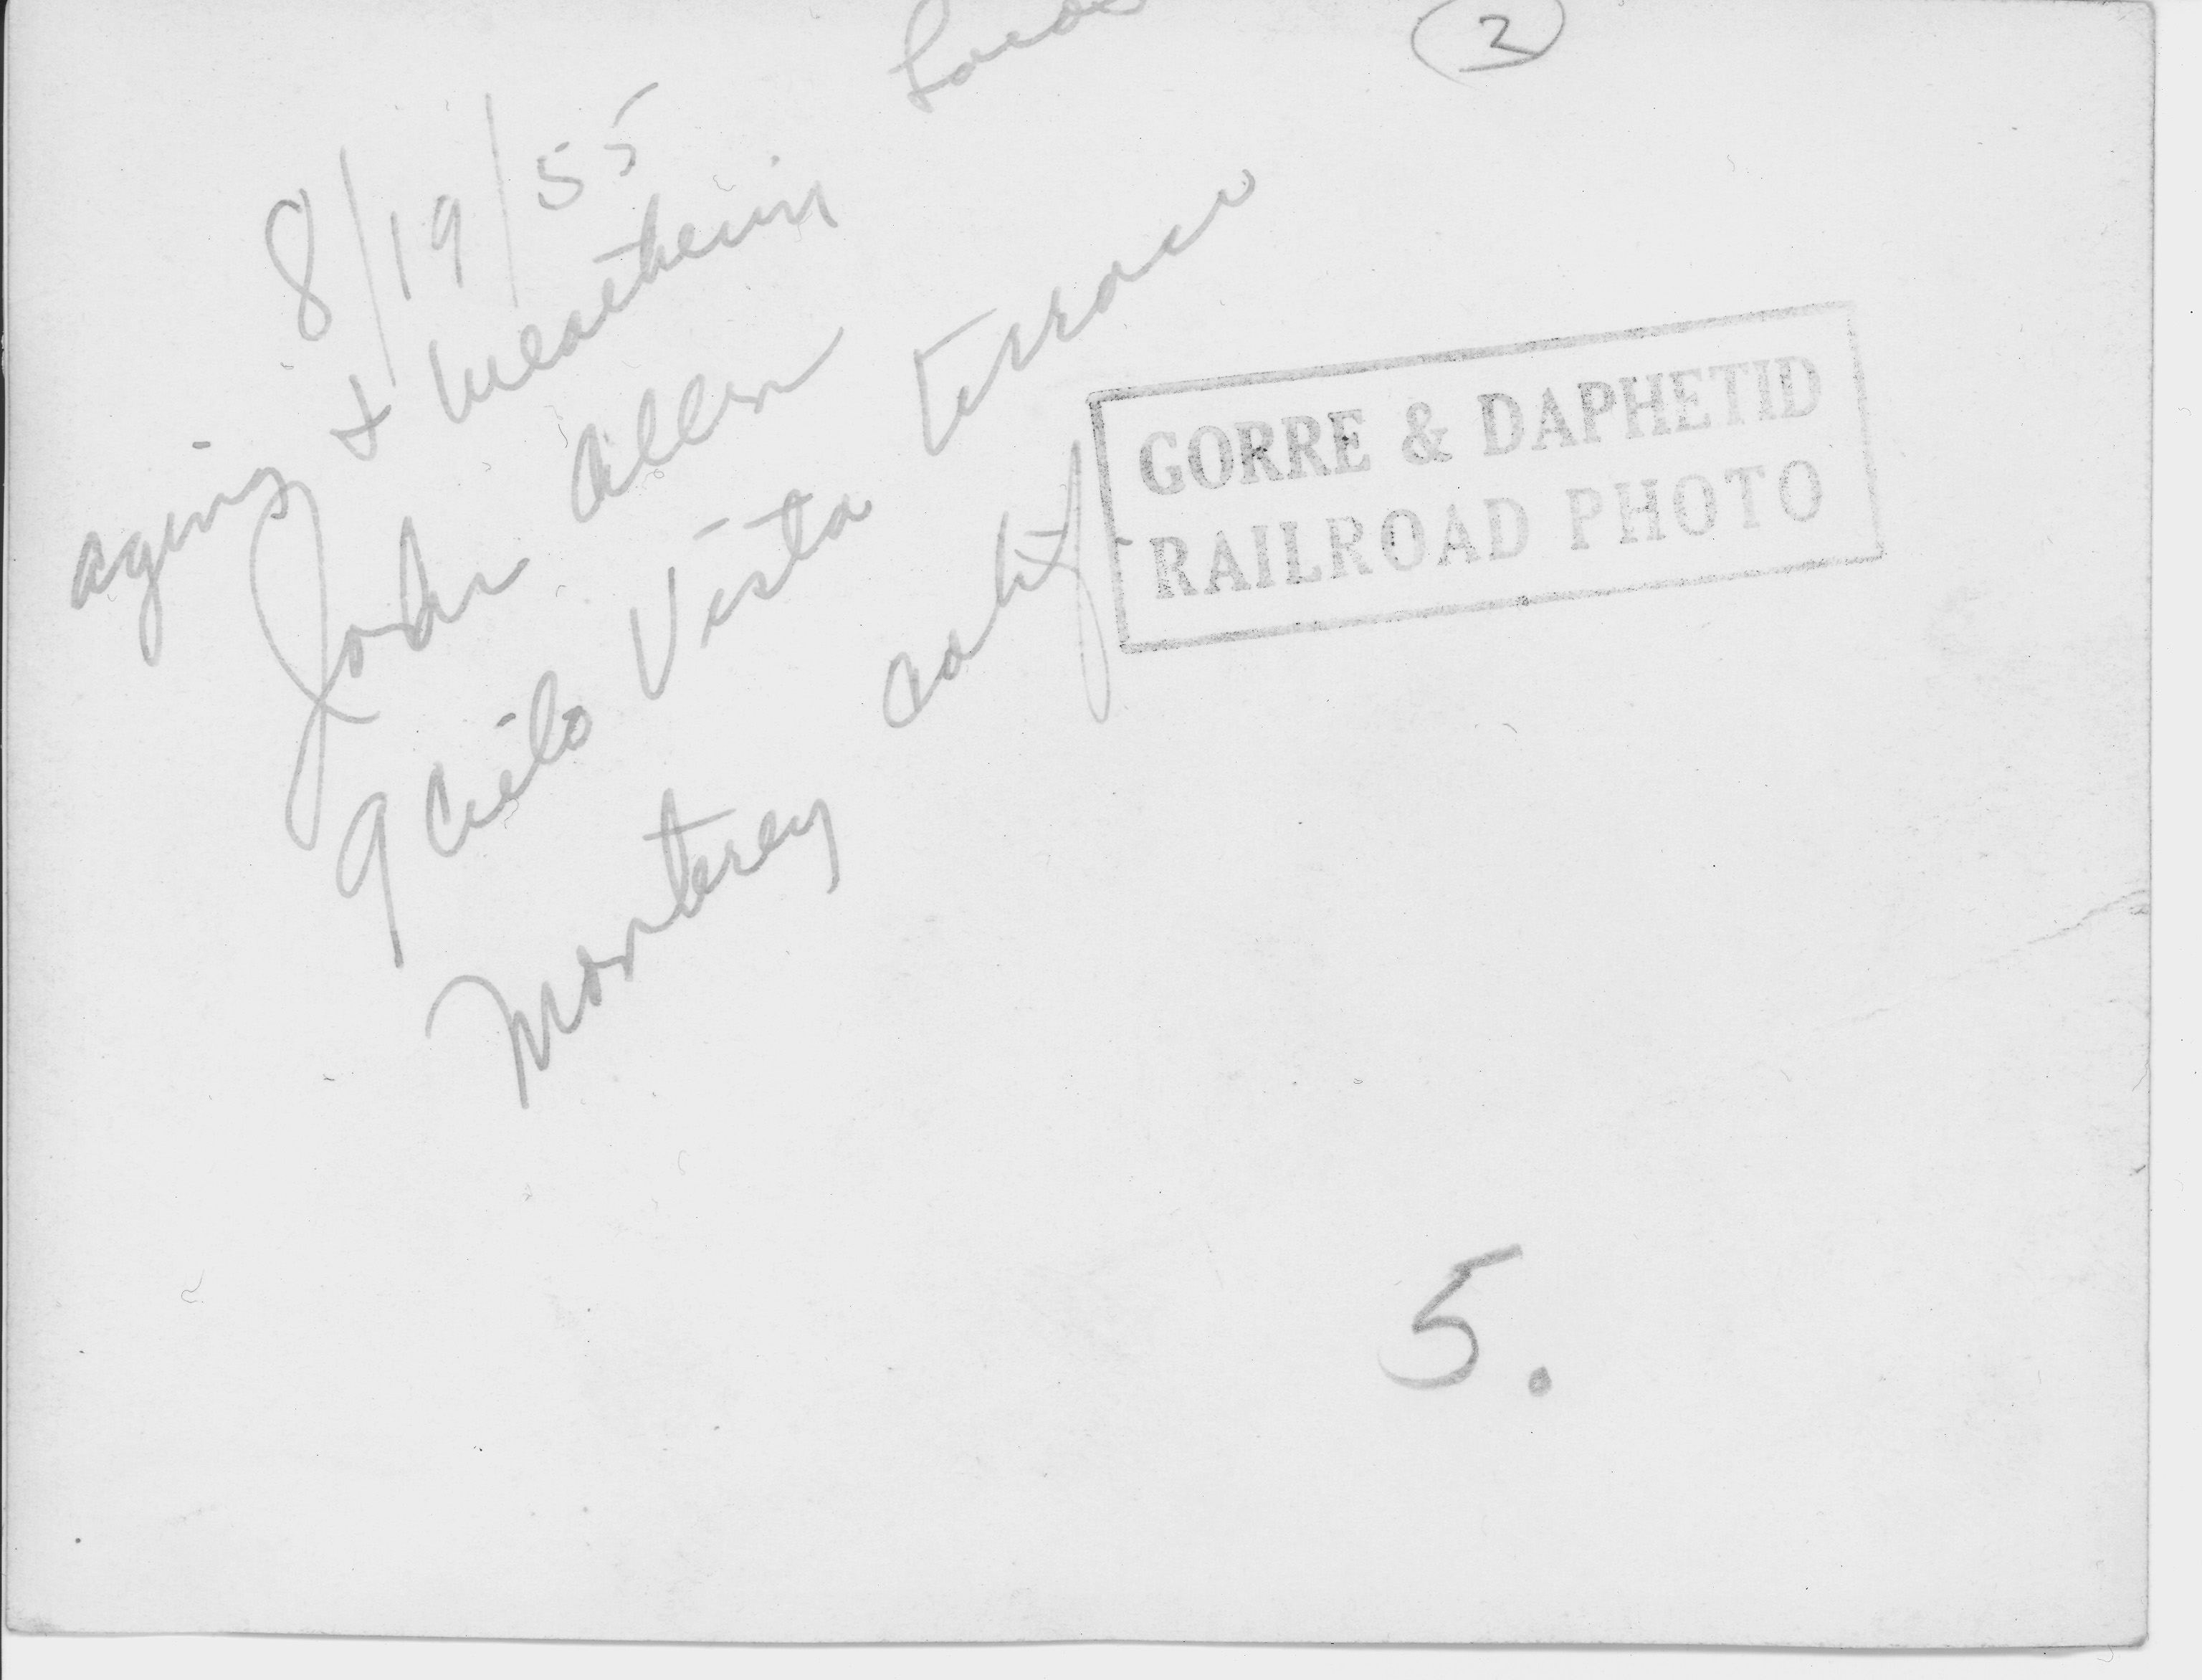 2
8/19/55
aging + weathering
John Allen
9 Cielo Vista Terrace
Monterey Calif
GORRE & DAPHETID
RAILROAD PHOTO
5.